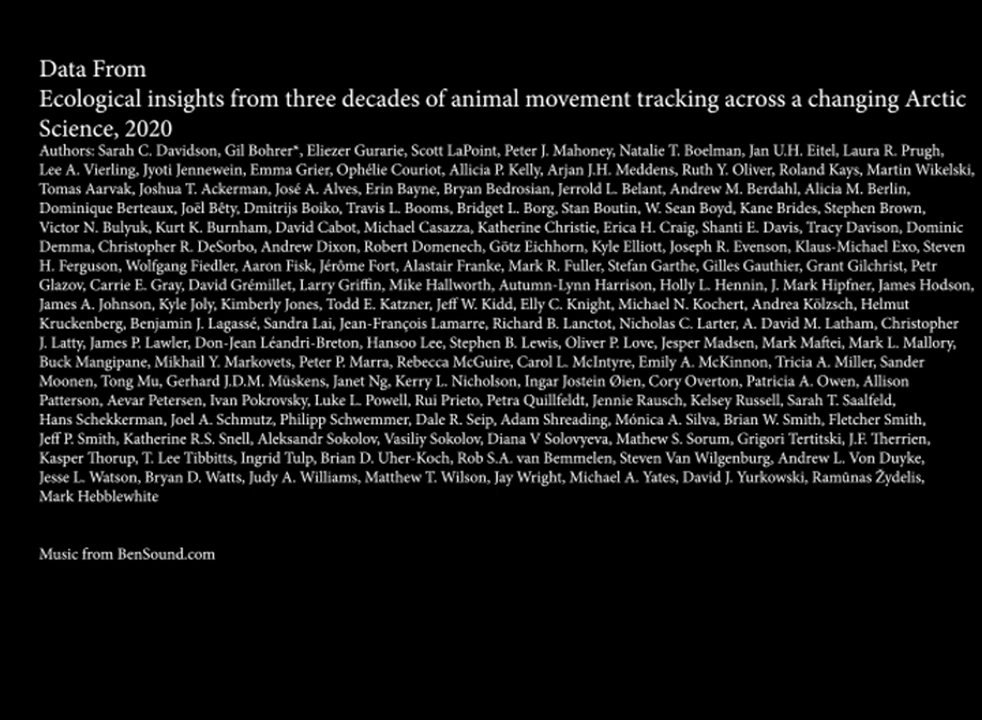 Data From
Ecological insights from three decades of animal movement tracking across a changing Arctic
Science, 2020
Authors: Sarah C. Davidson, Gil Bohrer*, Eliezer Gurarie, Scott LaPoint, Peter J. Mahoney, Natalie T. Boelman, Jan U.H. Eitel, Laura R. Prugh,
Lee A. Vierling, Jyoti Jennewein, Emma Grier, Ophélie Couriot, Allicia P. Kelly, Arjan J.H. Meddens, Ruth Y. Oliver, Roland Kays, Martin Wikelski,
Tomas Aarvak, Joshua T. Ackerman, José A. Alves, Erin Bayne, Bryan Bedrosian, Jerrold L. Belant, Andrew M. Berdahl, Alicia M. Berlin,
Dominique Berteaux, Joël Bêty, Dmitrijs Boiko, Travis L. Booms, Bridget L. Borg, Stan Boutin, W. Sean Boyd, Kane Brides, Stephen Brown,
Victor N. Bulyuk, Kurt K. Burnham, David Cabot, Michael Casazza, Katherine Christie, Erica H. Craig, Shanti E. Davis, Tracy Davison, Dominic
Demma, Christopher R. DeSorbo, Andrew Dixon, Robert Domenech, Götz Eichhorn, Kyle Elliott, Joseph R. Evenson, Klaus-Michael Exo, Steven
H. Ferguson, Wolfgang Fiedler, Aaron Fisk, Jérôme Fort, Alastair Franke, Mark R. Fuller, Stefan Garthe, Gilles Gauthier, Grant Gilchrist, Petr
Glazov, Carrie E. Gray, David Grémillet, Larry Griffin, Mike Hallworth, Autumn-Lynn Harrison, Holly L. Hennin, J. Mark Hipfner, James Hodson,
James A. Johnson, Kyle Joly, Kimberly Jones, Todd E. Katzner, Jeff W. Kidd, Elly C. Knight, Michael N. Kochert, Andrea Kölzsch, Helmut
Kruckenberg, Benjamin J. Lagassé, Sandra Lai, Jean-François Lamarre, Richard B. Lanctot, Nicholas C. Larter, A. David M. Latham, Christopher
J. Latty, James P. Lawler, Don-Jean Léandri-Breton, Hansoo Lee, Stephen B. Lewis, Oliver P. Love, Jesper Madsen, Mark Maftei, Mark L. Mallory,
Buck Mangipane, Mikhail Y. Markovets, Peter P. Marra, Rebecca McGuire, Carol L. McIntyre, Emily A. McKinnon, Tricia A. Miller, Sander
Moonen, Tong Mu, Gerhard J.D.M. Müskens, Janet Ng, Kerry L. Nicholson, Ingar Jostein Øien, Cory Overton, Patricia A. Owen, Allison
Patterson, Aevar Petersen, Ivan Pokrovsky, Luke L. Powell, Rui Prieto, Petra Quillfeldt, Jennie Rausch, Kelsey Russell, Sarah T. Saalfeld,
Hans Schekkerman, Joel A. Schmutz, Philipp Schwemmer, Dale R. Seip, Adam Shreading, Mónica A. Silva, Brian W. Smith, Fletcher Smith,
Jeff P. Smith, Katherine R.S. Snell, Aleksandr Sokolov, Vasiliy Sokolov, Diana V Solovyeva, Mathew S. Sorum, Grigori Tertitski, J.F. Therrien,
Kasper Thorup, T. Lee Tibbitts, Ingrid Tulp, Brian D. Uher-Koch, Rob S.A. van Bemmelen, Steven Van Wilgenburg, Andrew L. Von Duyke,
Jesse L. Watson, Bryan D. Watts, Judy A. Williams, Matthew T. Wilson, Jay Wright, Michael A. Yates, David J. Yurkowski, Ramūnas Žydelis,
Mark Hebblewhite
Music from BenSound.com